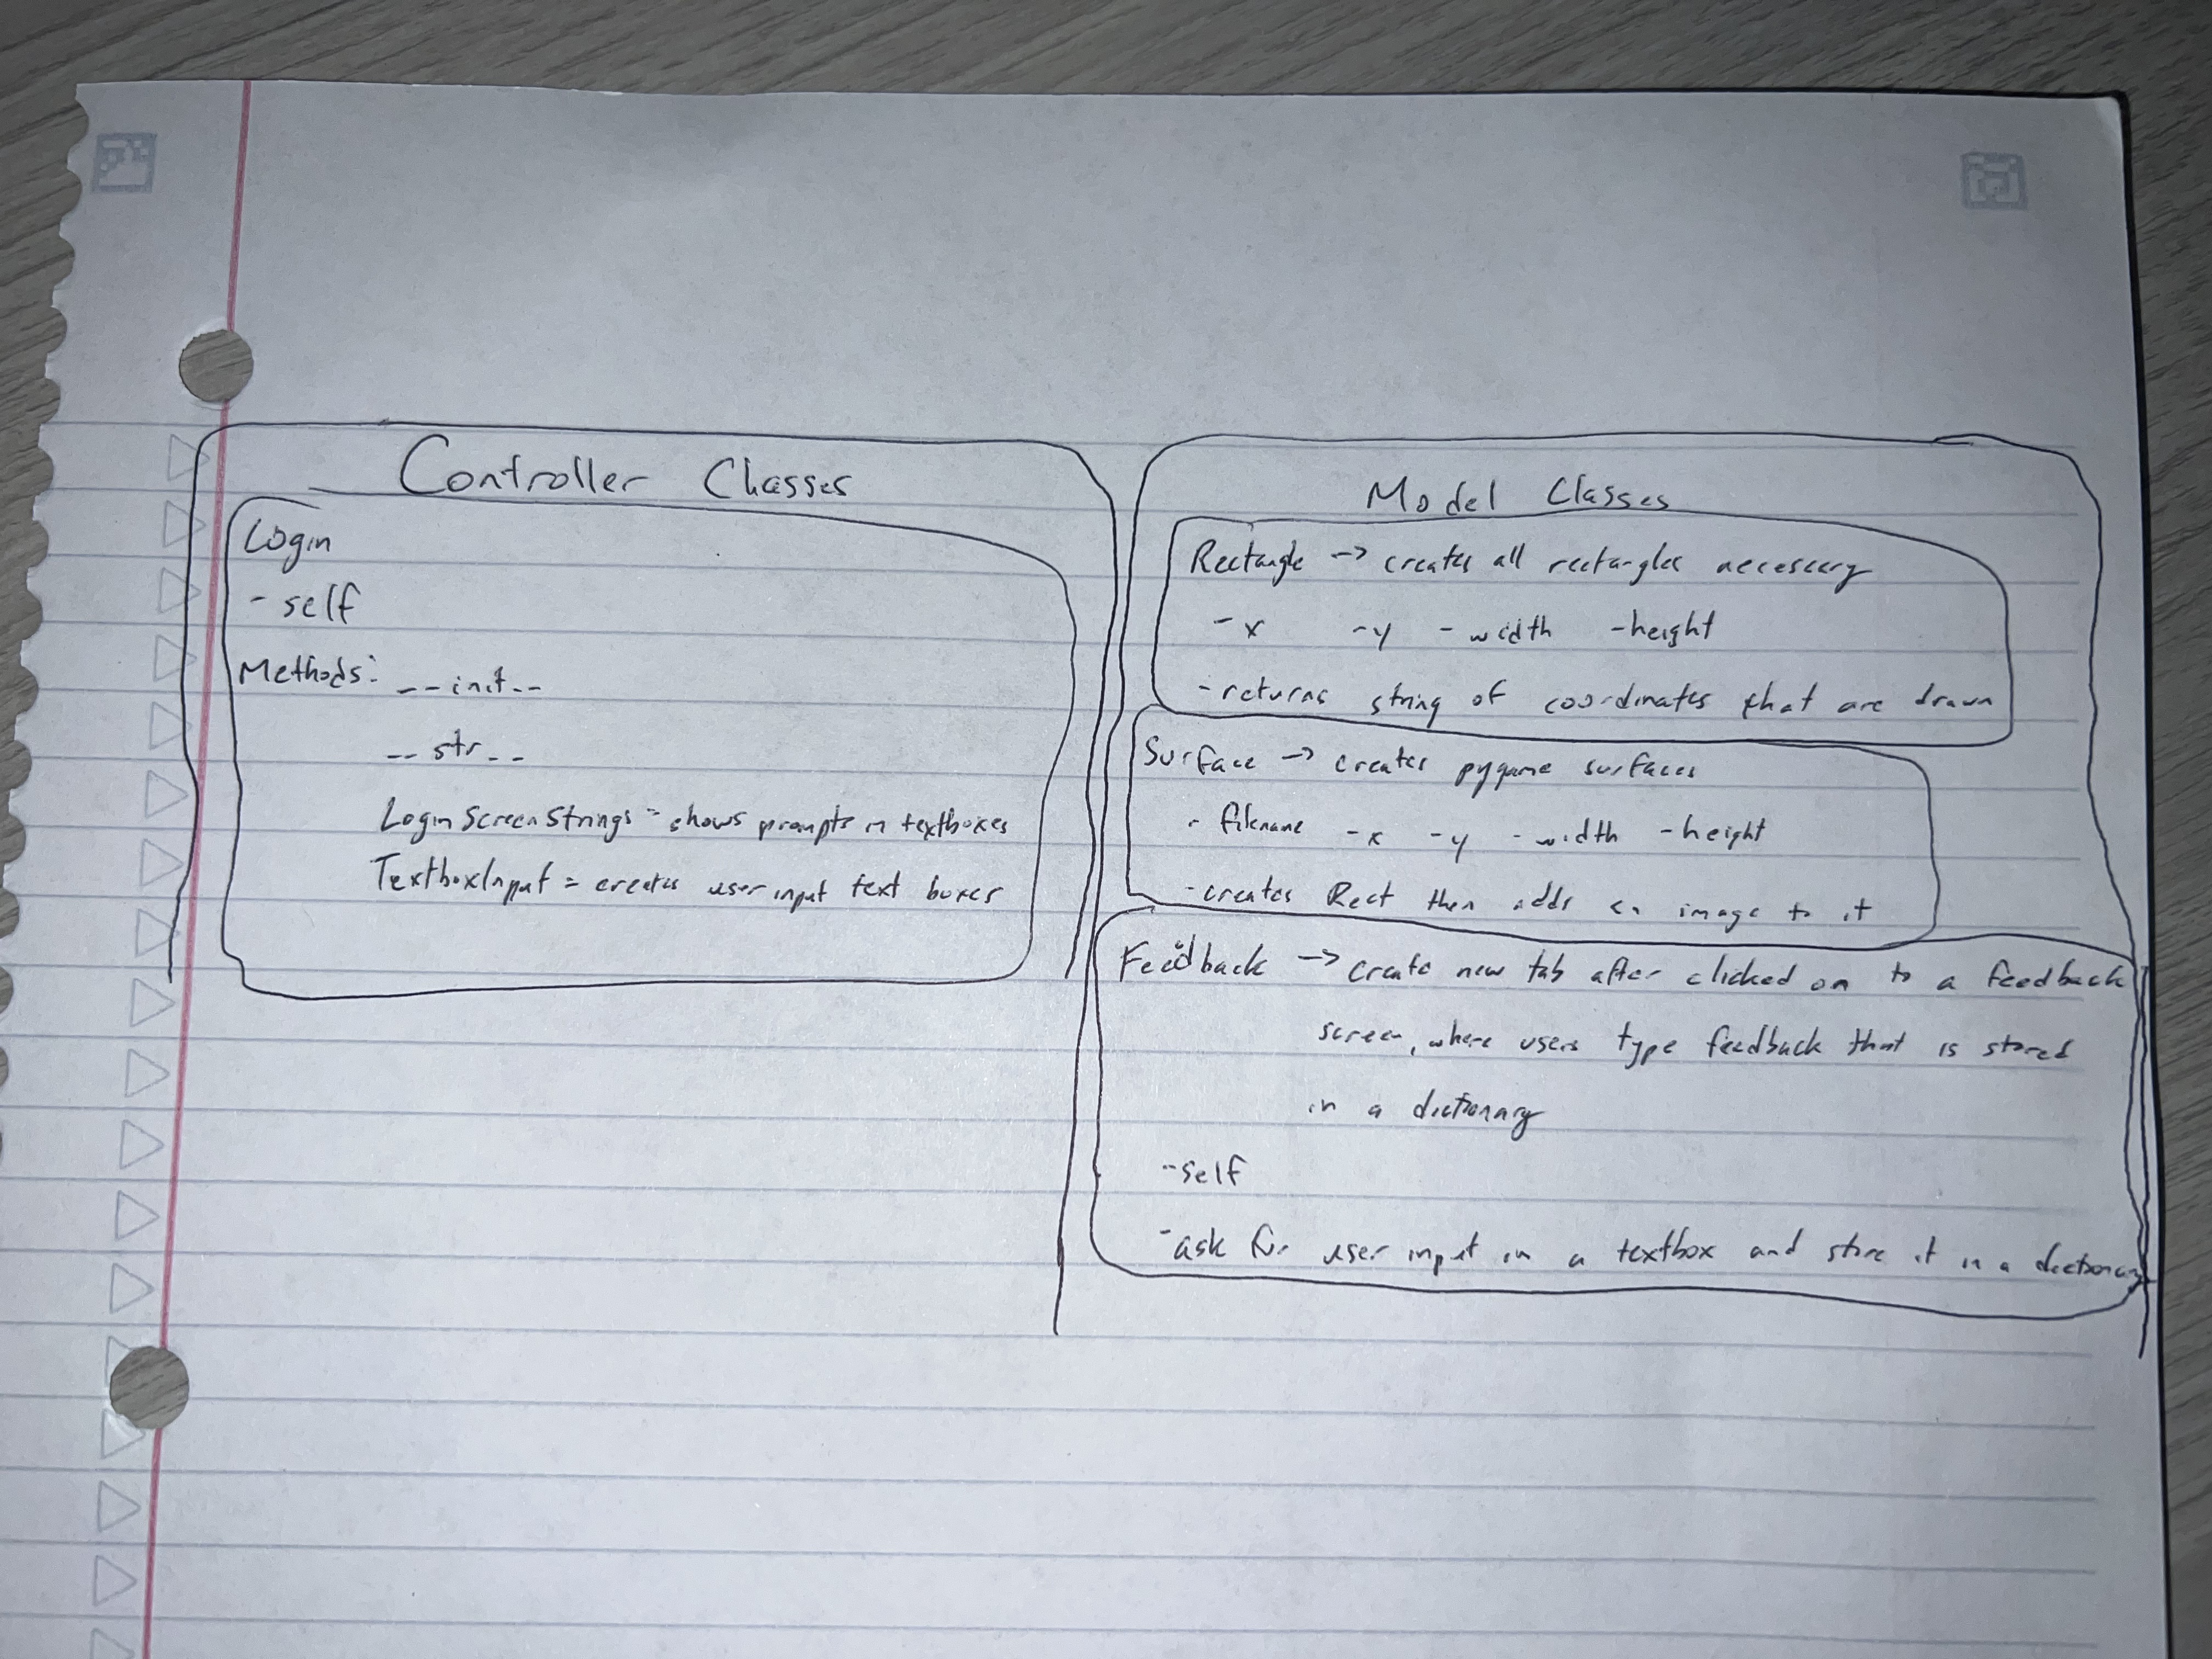 Controller Classes
Login
- self
Methods: --init--
--str--
LoginScreenStrings = shows prompts in textboxes
TextboxInput = creates user input text boxes
Model Classes
Rectangle -> creates all rectangles necessary
- x - y - width - height
- returns string of coordinates that are drawn
Surface -> creates pygame surfaces
- filename - x - y - width - height
- creates Rect then adds an image to it
Feedback -> create new tab after clicked on to a feedback
screen, where users type feedback that is stored
in a dictionary
- self
- ask for user input in a textbox and store it in a dictionary